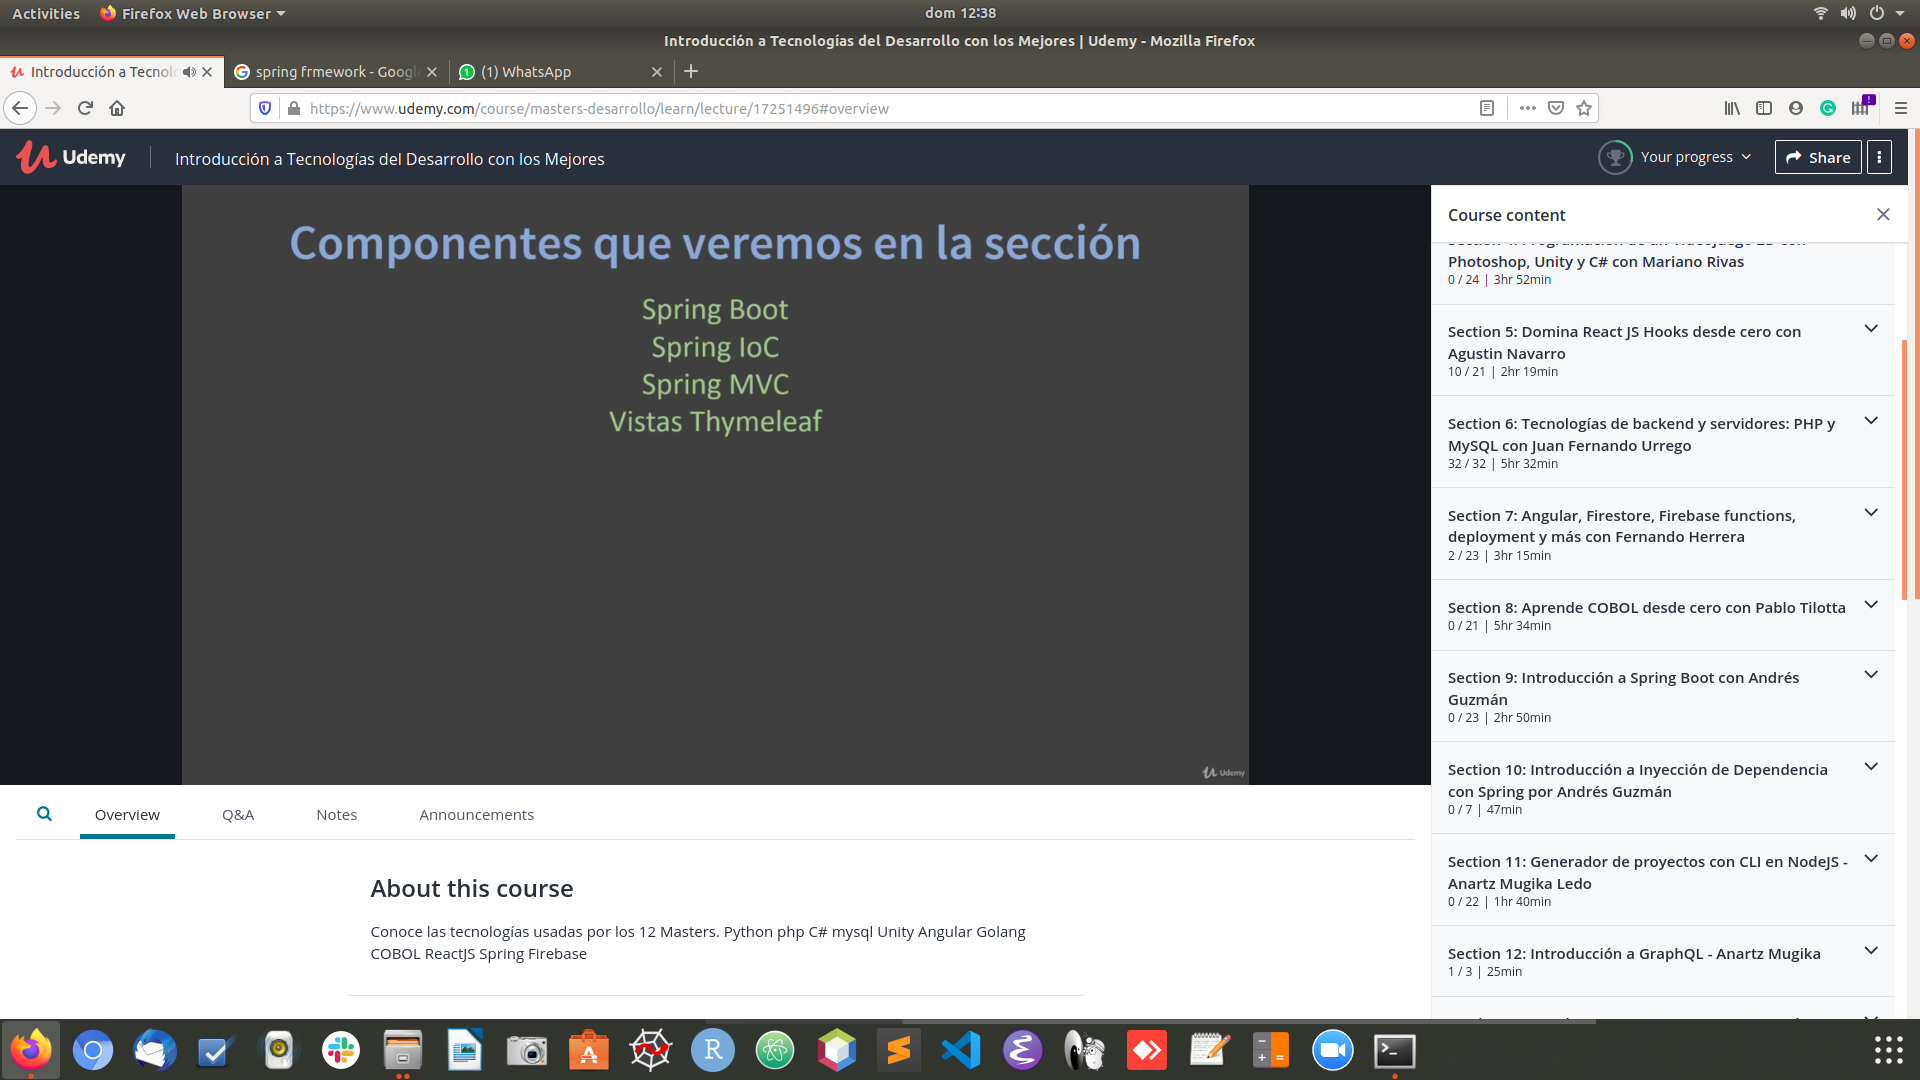 Activities
Firefox Web Browser
dom 12:38
Introducción a Tecnologías del Desarrollo con los Mejores | Udemy - Mozilla Firefox
Introducción a Tecnol
spring frmework - Googl
(1) WhatsApp
https://www.udemy.com/course/masters-desarrollo/learn/lecture/17251496#overview
Udemy
Introducción a Tecnologías del Desarrollo con los Mejores
Your progress
Share
Componentes que veremos en la sección
Spring Boot
Spring IoC
Spring MVC
Vistas Thymeleaf
Udemy
Course content
Photoshop, Unity y C# con Mariano Rivas
0 / 24 | 3hr 52min
Section 5: Domina React JS Hooks desde cero con
Agustin Navarro
10 / 21 | 2hr 19min
Section 6: Tecnologías de backend y servidores: PHP y
MySQL con Juan Fernando Urrego
32 / 32 | 5hr 32min
Section 7: Angular, Firestore, Firebase functions,
deployment y más con Fernando Herrera
2 / 23 | 3hr 15min
Section 8: Aprende COBOL desde cero con Pablo Tilotta
0 / 21 | 5hr 34min
Section 9: Introducción a Spring Boot con Andrés
Guzmán
0 / 23 | 2hr 50min
Section 10: Introducción a Inyección de Dependencia
con Spring por Andrés Guzmán
0 / 7 | 47min
Section 11: Generador de proyectos con CLI en NodeJS -
Anartz Mugika Ledo
0 / 22 | 1hr 40min
Section 12: Introducción a GraphQL - Anartz Mugika
1 / 3 | 25min
Overview
Q&A
Notes
Announcements
About this course
Conoce las tecnologías usadas por los 12 Masters. Python php C# mysql Unity Angular Golang
COBOL ReactJS Spring Firebase